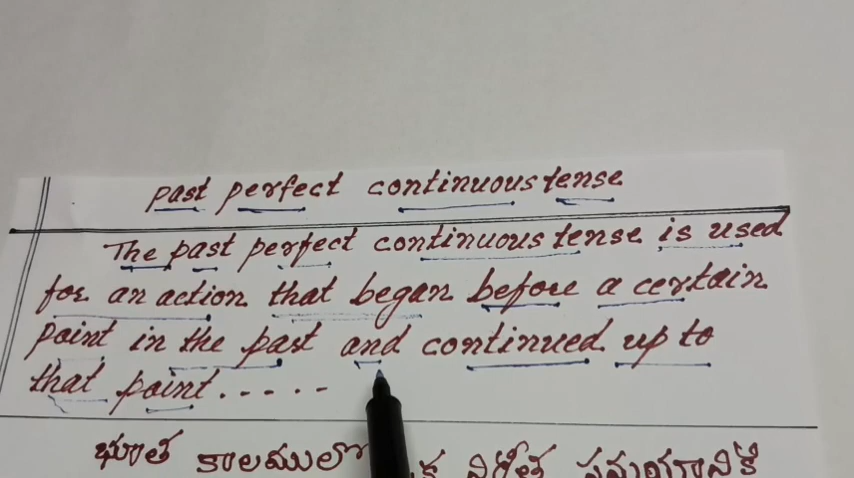 past perfect continuous tense
The past perfect continuous tense is used
for an action that began before a certain
point in the past and continued up to
that point.....
భూత కాలములో నిర్ణీత సమయానికి